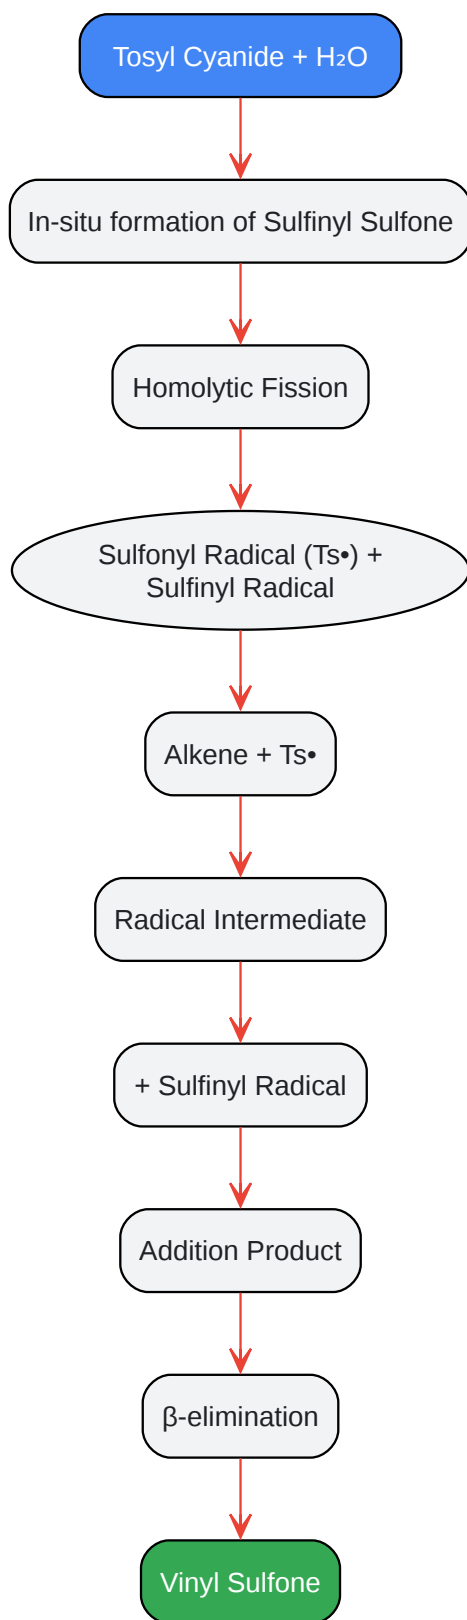 Tosyl Cyanide + H₂O
In-situ formation of Sulfinyl Sulfone
Homolytic Fission
Sulfonyl Radical (Ts•) +
Sulfinyl Radical
Alkene + Ts•
Radical Intermediate
+ Sulfinyl Radical
Addition Product
β-elimination
Vinyl Sulfone